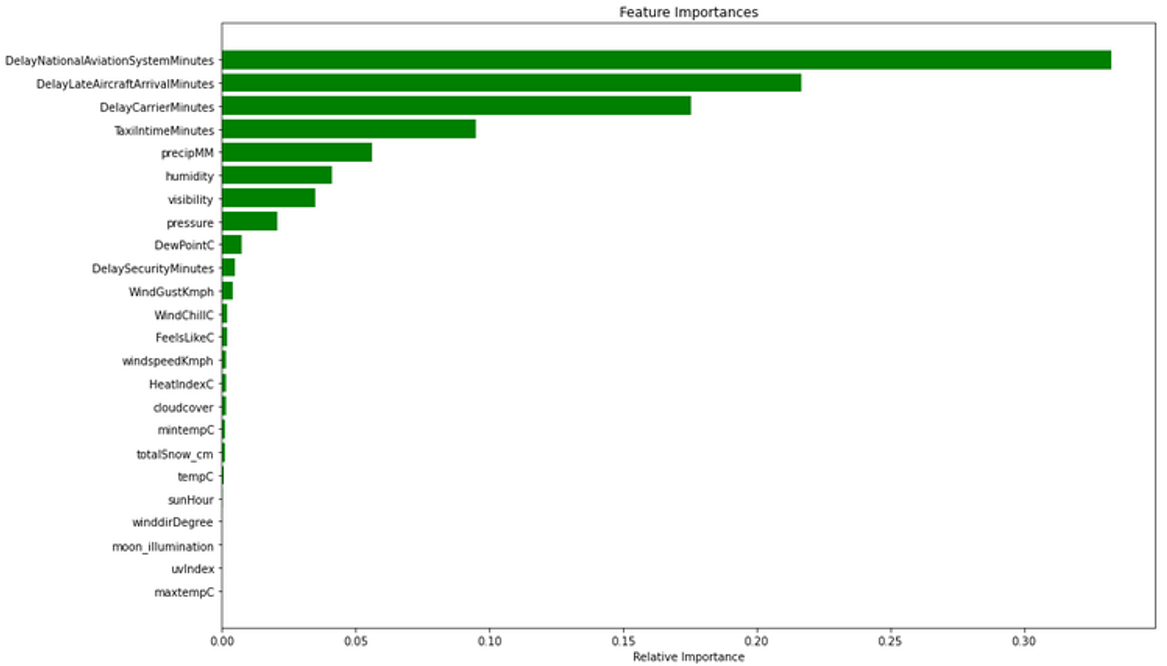 Feature Importances
DelayNationalAviationSystemMinutes
DelayLateAircraftArrivalMinutes
DelayCarrierMinutes
TaxiIntimeMinutes
precipMM
humidity
visibility
pressure
DewPointC
DelaySecurityMinutes
WindGustKmph
WindChillC
FeelsLikeC
windspeedKmph
HeatIndexC
cloudcover
mintempC
totalSnow_cm
tempC
sunHour
winddirDegree
moon_illumination
uvIndex
maxtempC
0.00 0.05 0.10 0.15 0.20 0.25 0.30
Relative Importance